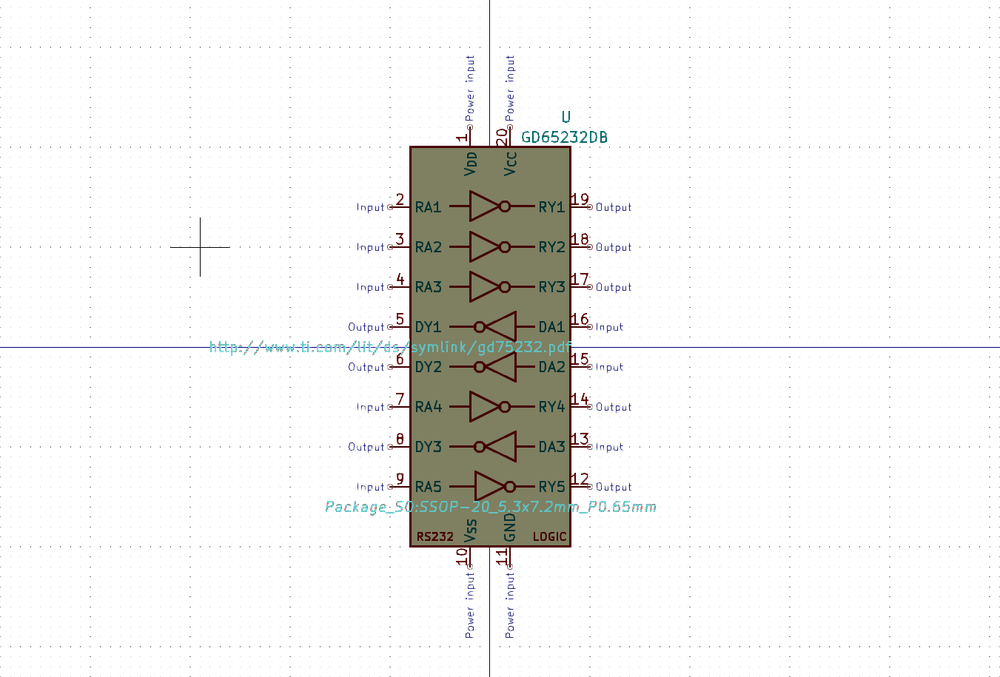 Power input Power input
U
GD65232DB
1 20
VDD VCC
Input 2 RA1 RY1 19 Output
Input 3 RA2 RY2 18 Output
Input 4 RA3 RY3 17 Output
Output 5 DY1 DA1 16 Input
http://www.ti.com/lit/ds/symlink/gd75232.pdf
Output 6 DY2 DA2 15 Input
Input 7 RA4 RY4 14 Output
Output 8 DY3 DA3 13 Input
Input 9 RA5 RY5 12 Output
Package_SO:SSOP-20_5.3x7.2mm_P0.65mm
VSS GND
RS232 LOGIC
10 11
Power input Power input